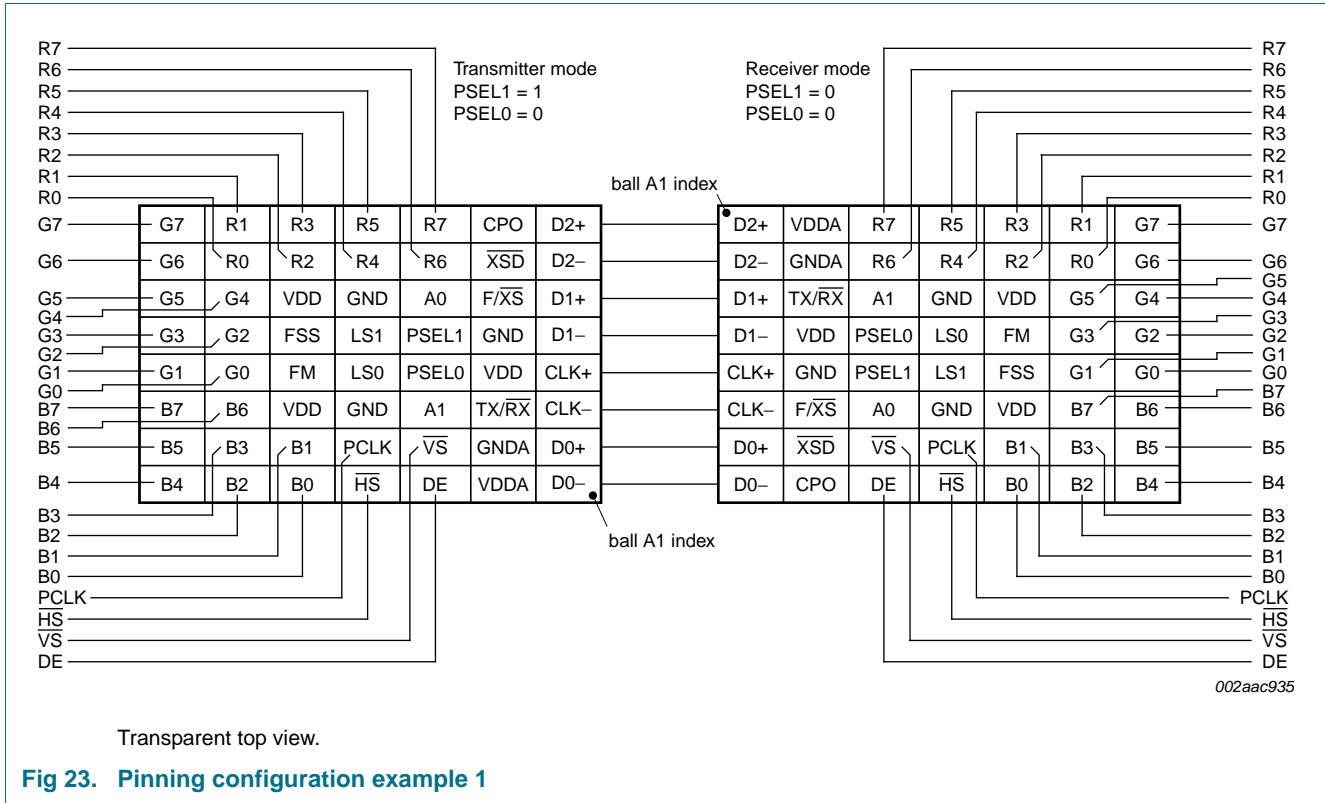 R7
R6
R5
R4
R3
R2
R1
R0
G7
G6
G5
G4
G3
G2
G1
G0
B7
B6
B5
B4
B3
B2
B1
B0
PCLK
HS
VS
DE
Transmitter mode
PSEL1 = 1
PSEL0 = 0
G7 R1 R3 R5 R7 CPO D2+
G6 R0 R2 R4 R6 XSD D2−
G5 G4 VDD GND A0 F/XS D1+
G3 G2 FSS LS1 PSEL1 GND D1−
G1 G0 FM LS0 PSEL0 VDD CLK+
B7 B6 VDD GND A1 TX/RX CLK−
B5 B3 B1 PCLK VS GNDA D0+
B4 B2 B0 HS DE VDDA D0−
ball A1 index
Receiver mode
PSEL1 = 0
PSEL0 = 0
ball A1 index
D2+ VDDA R7 R5 R3 R1 G7
D2− GNDA R6 R4 R2 R0 G6
D1+ TX/RX A1 GND VDD G5 G4
D1− VDD PSEL0 LS0 FM G3 G2
CLK+ GND PSEL1 LS1 FSS G1 G0
CLK− F/XS A0 GND VDD B7 B6
D0+ XSD VS PCLK B1 B3 B5
D0− CPO DE HS B0 B2 B4
R7
R6
R5
R4
R3
R2
R1
R0
G7
G6
G5
G4
G3
G2
G1
G0
B7
B6
B5
B4
B3
B2
B1
B0
PCLK
HS
VS
DE
002aac935
Transparent top view.
Fig 23. Pinning configuration example 1